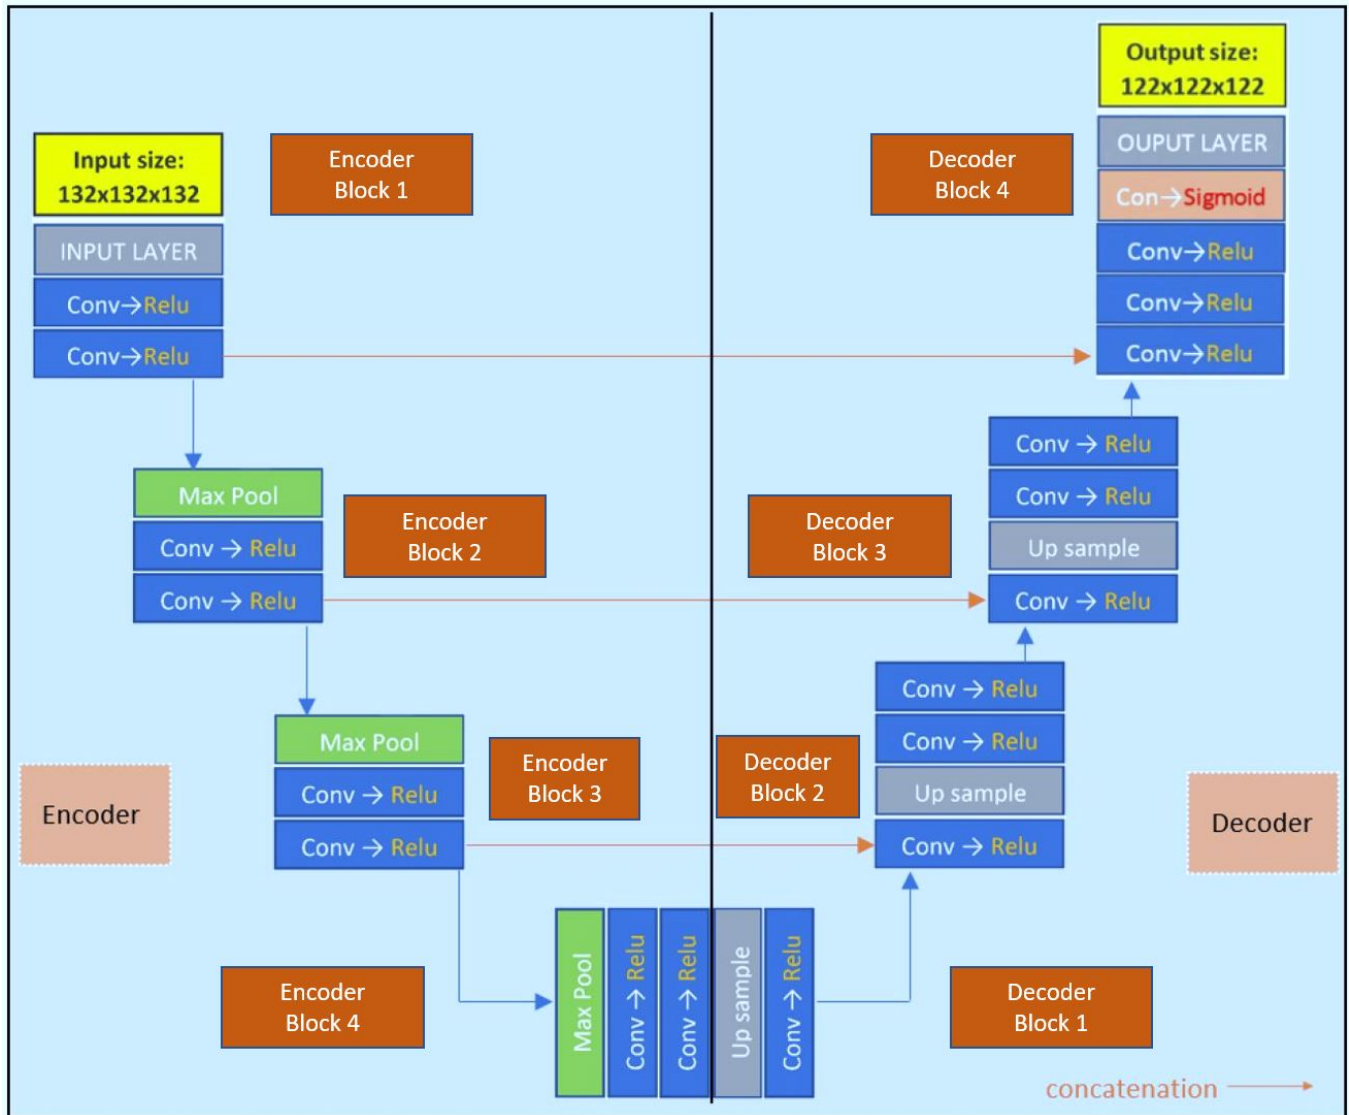 Input size:
132x132x132
INPUT LAYER
Conv→Relu
Conv→Relu
Encoder
Block 1
Max Pool
Conv → Relu
Conv → Relu
Encoder
Block 2
Max Pool
Conv → Relu
Conv → Relu
Encoder
Block 3
Encoder
Encoder
Block 4
Max Pool
Conv → Relu
Conv → Relu
Up sample
Conv → Relu
Decoder
Block 1
Decoder
Block 2
Conv → Relu
Conv → Relu
Up sample
Conv → Relu
Decoder
Decoder
Block 3
Conv → Relu
Conv → Relu
Up sample
Conv → Relu
Decoder
Block 4
Output size:
122x122x122
OUPUT LAYER
Con→Sigmoid
Conv→Relu
Conv→Relu
Conv→Relu
concatenation